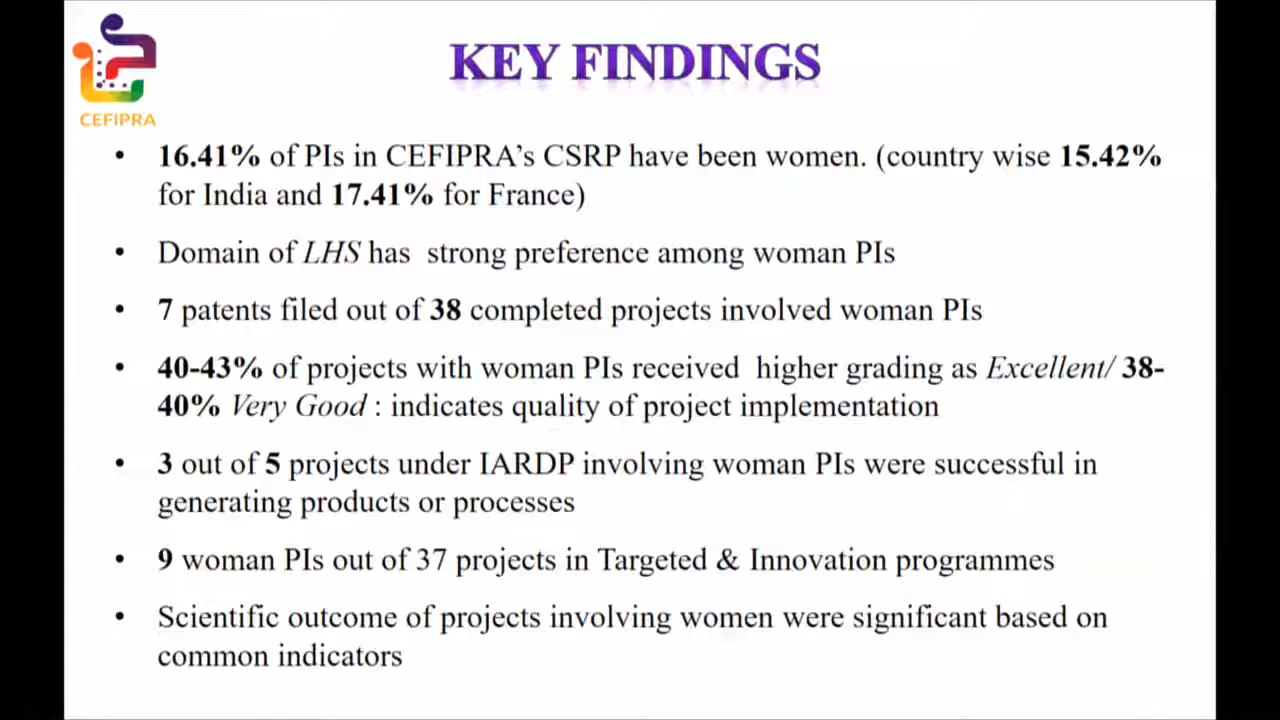 KEY FINDINGS
CEFIPRA
• 16.41% of PIs in CEFIPRA's CSRP have been women. (country wise 15.42%
for India and 17.41% for France)
• Domain of LHS has strong preference among woman PIs
• 7 patents filed out of 38 completed projects involved woman PIs
• 40-43% of projects with woman PIs received higher grading as Excellent/ 38-
40% Very Good : indicates quality of project implementation
• 3 out of 5 projects under IARDP involving woman PIs were successful in
generating products or processes
• 9 woman PIs out of 37 projects in Targeted & Innovation programmes
• Scientific outcome of projects involving women were significant based on
common indicators